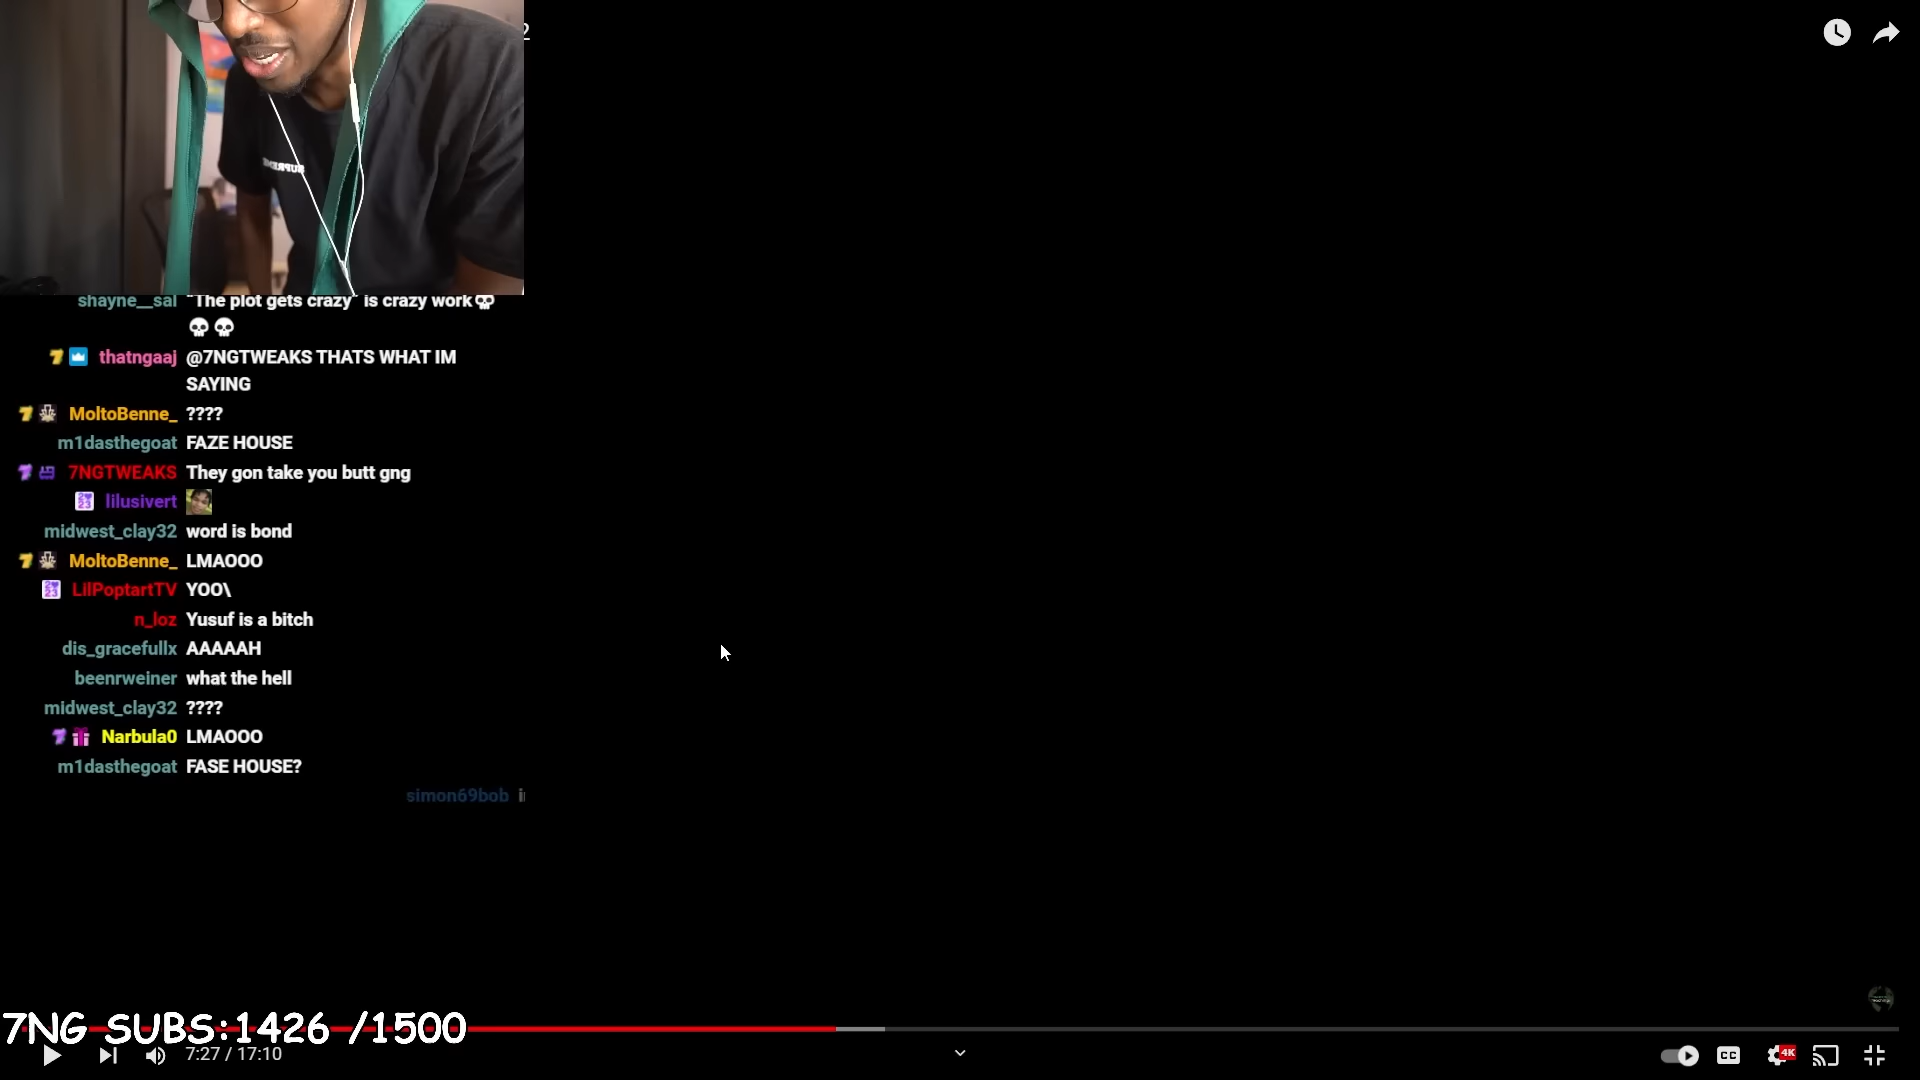 2
shayne__sal "The plot gets crazy" is crazy work
thatngaaj @7NGTWEAKS THATS WHAT IM
SAYING
MoltoBenne_ ????
m1dasthegoat FAZE HOUSE
7NGTWEAKS They gon take you butt gng
lilusivert
midwest_clay32 word is bond
MoltoBenne_ LMAOOO
LilPoptartTV YOO\
n_loz Yusuf is a bitch
dis_gracefullx AAAAAH
beenrweiner what the hell
midwest_clay32 ????
Narbula0 LMAOOO
m1dasthegoat FASE HOUSE?
simon69bob
7NG SUBS:1426 /1500
7:27 / 17:10
CC
4K